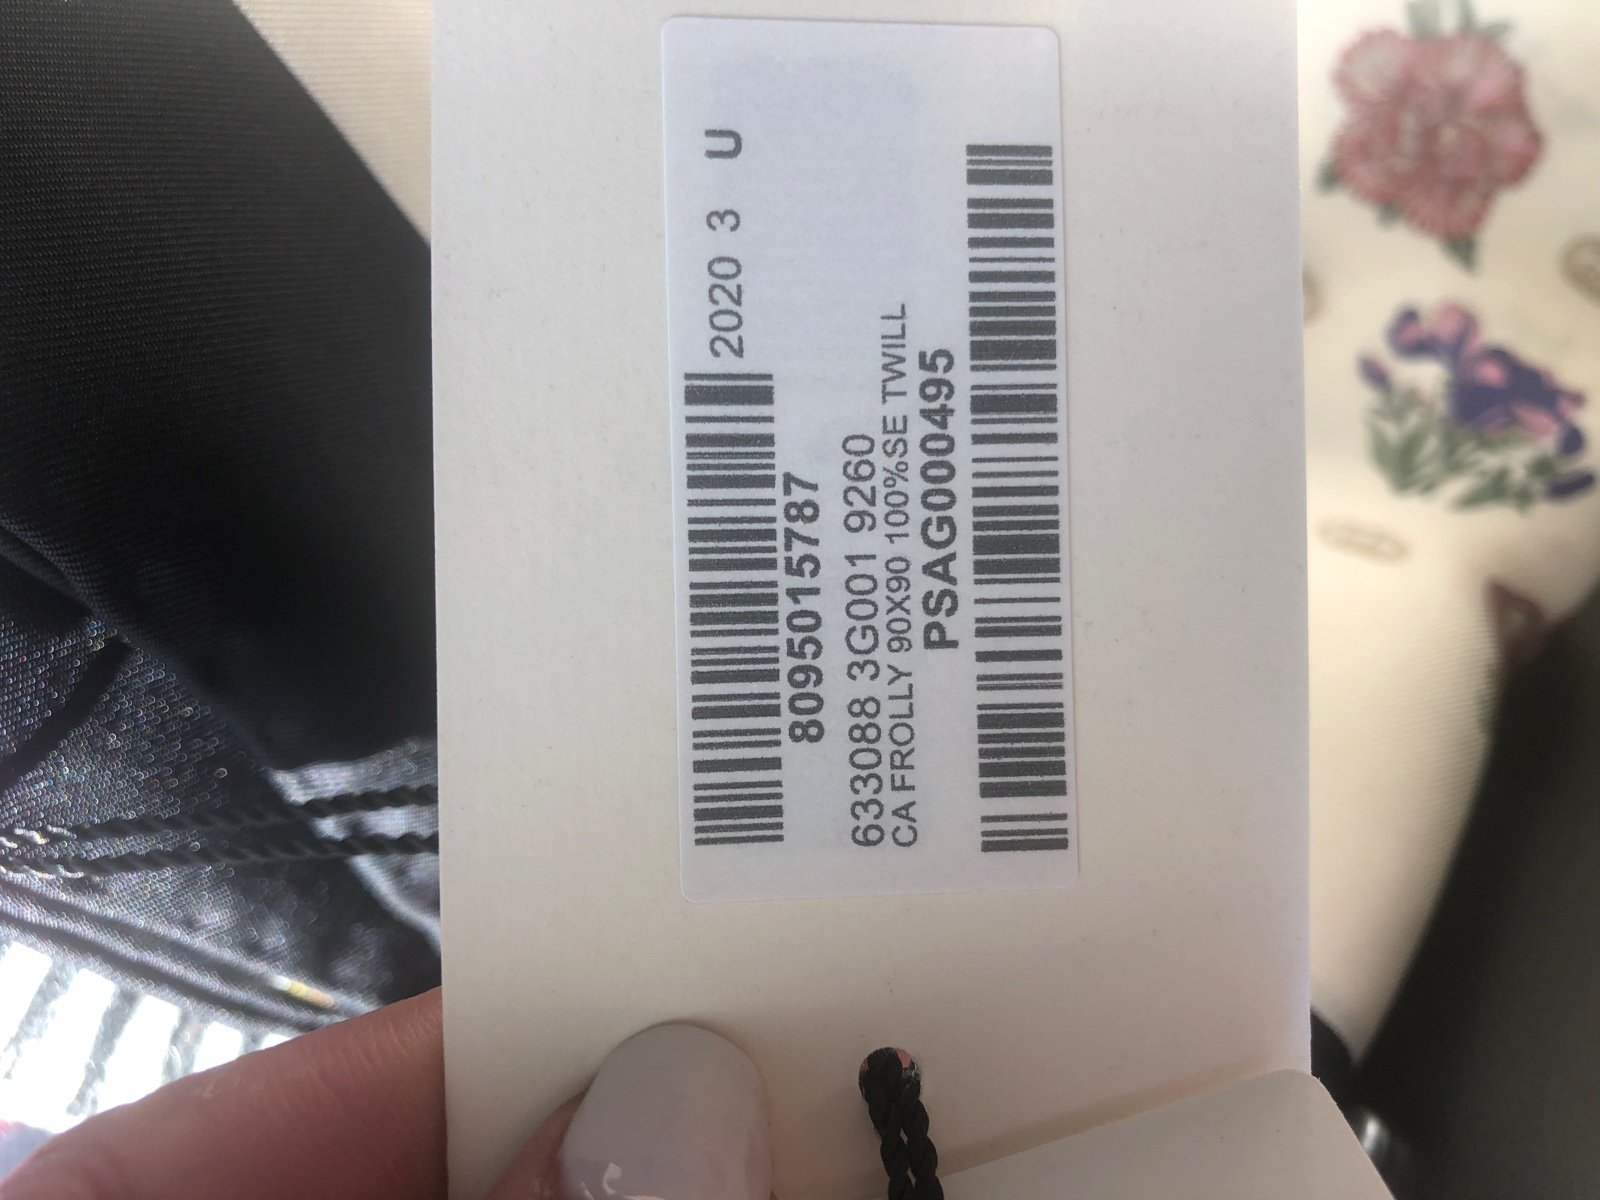 2020 3 U
8095015787
633088 3G001 9260
CA FROLLY 90X90 100%SE TWILL
PSAG000495